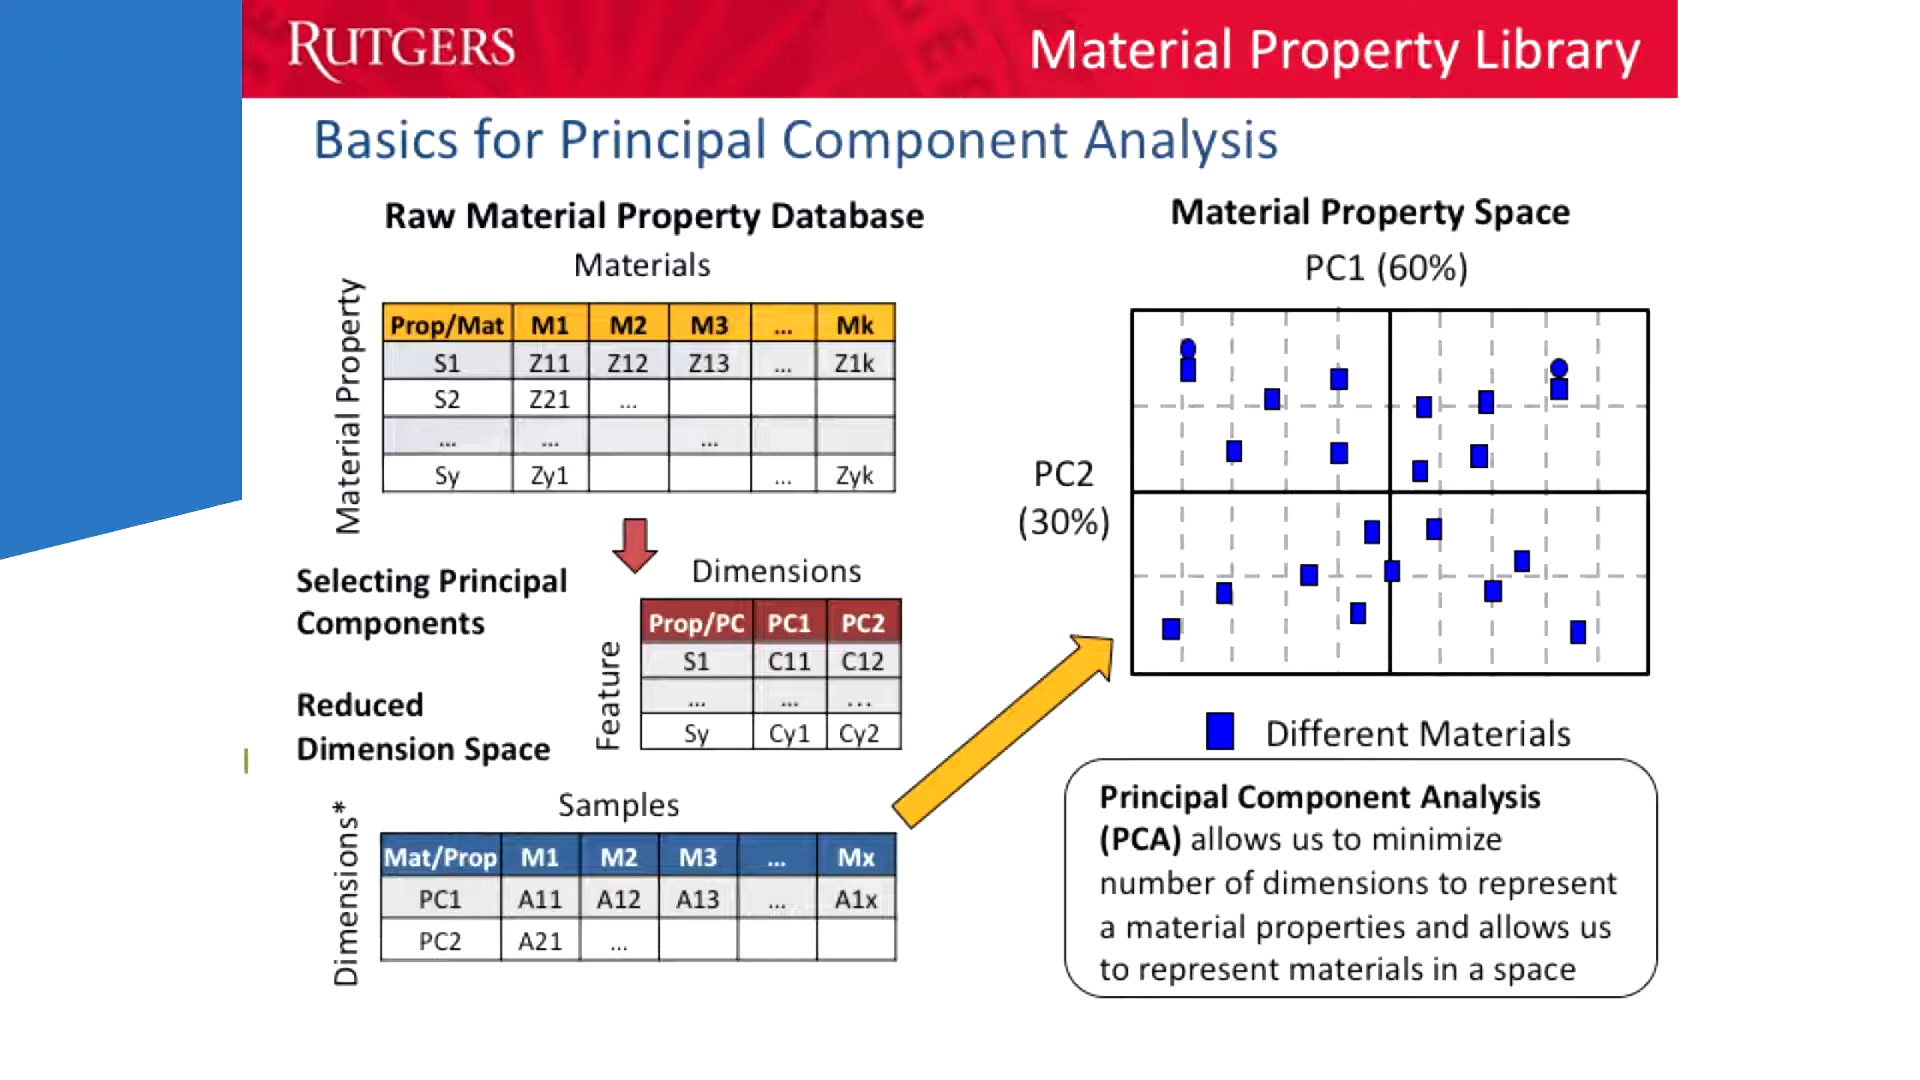 RUTGERS
Material Property Library
Basics for Principal Component Analysis
Raw Material Property Database
Materials
Material Property
Prop/Mat M1 M2 M3 ... Mk
S1 Z11 Z12 Z13 ... Z1k
S2 Z21 ...
... ... ...
Sy Zy1 ... Zyk
Selecting Principal
Components
Dimensions
Feature
Prop/PC PC1 PC2
S1 C11 C12
... ... ...
Sy Cy1 Cy2
Reduced
Dimension Space
Samples
Dimensions*
Mat/Prop M1 M2 M3 ... Mx
PC1 A11 A12 A13 ... A1x
PC2 A21 ...
Material Property Space
PC1 (60%)
PC2
(30%)
Different Materials
Principal Component Analysis
(PCA) allows us to minimize
number of dimensions to represent
a material properties and allows us
to represent materials in a space